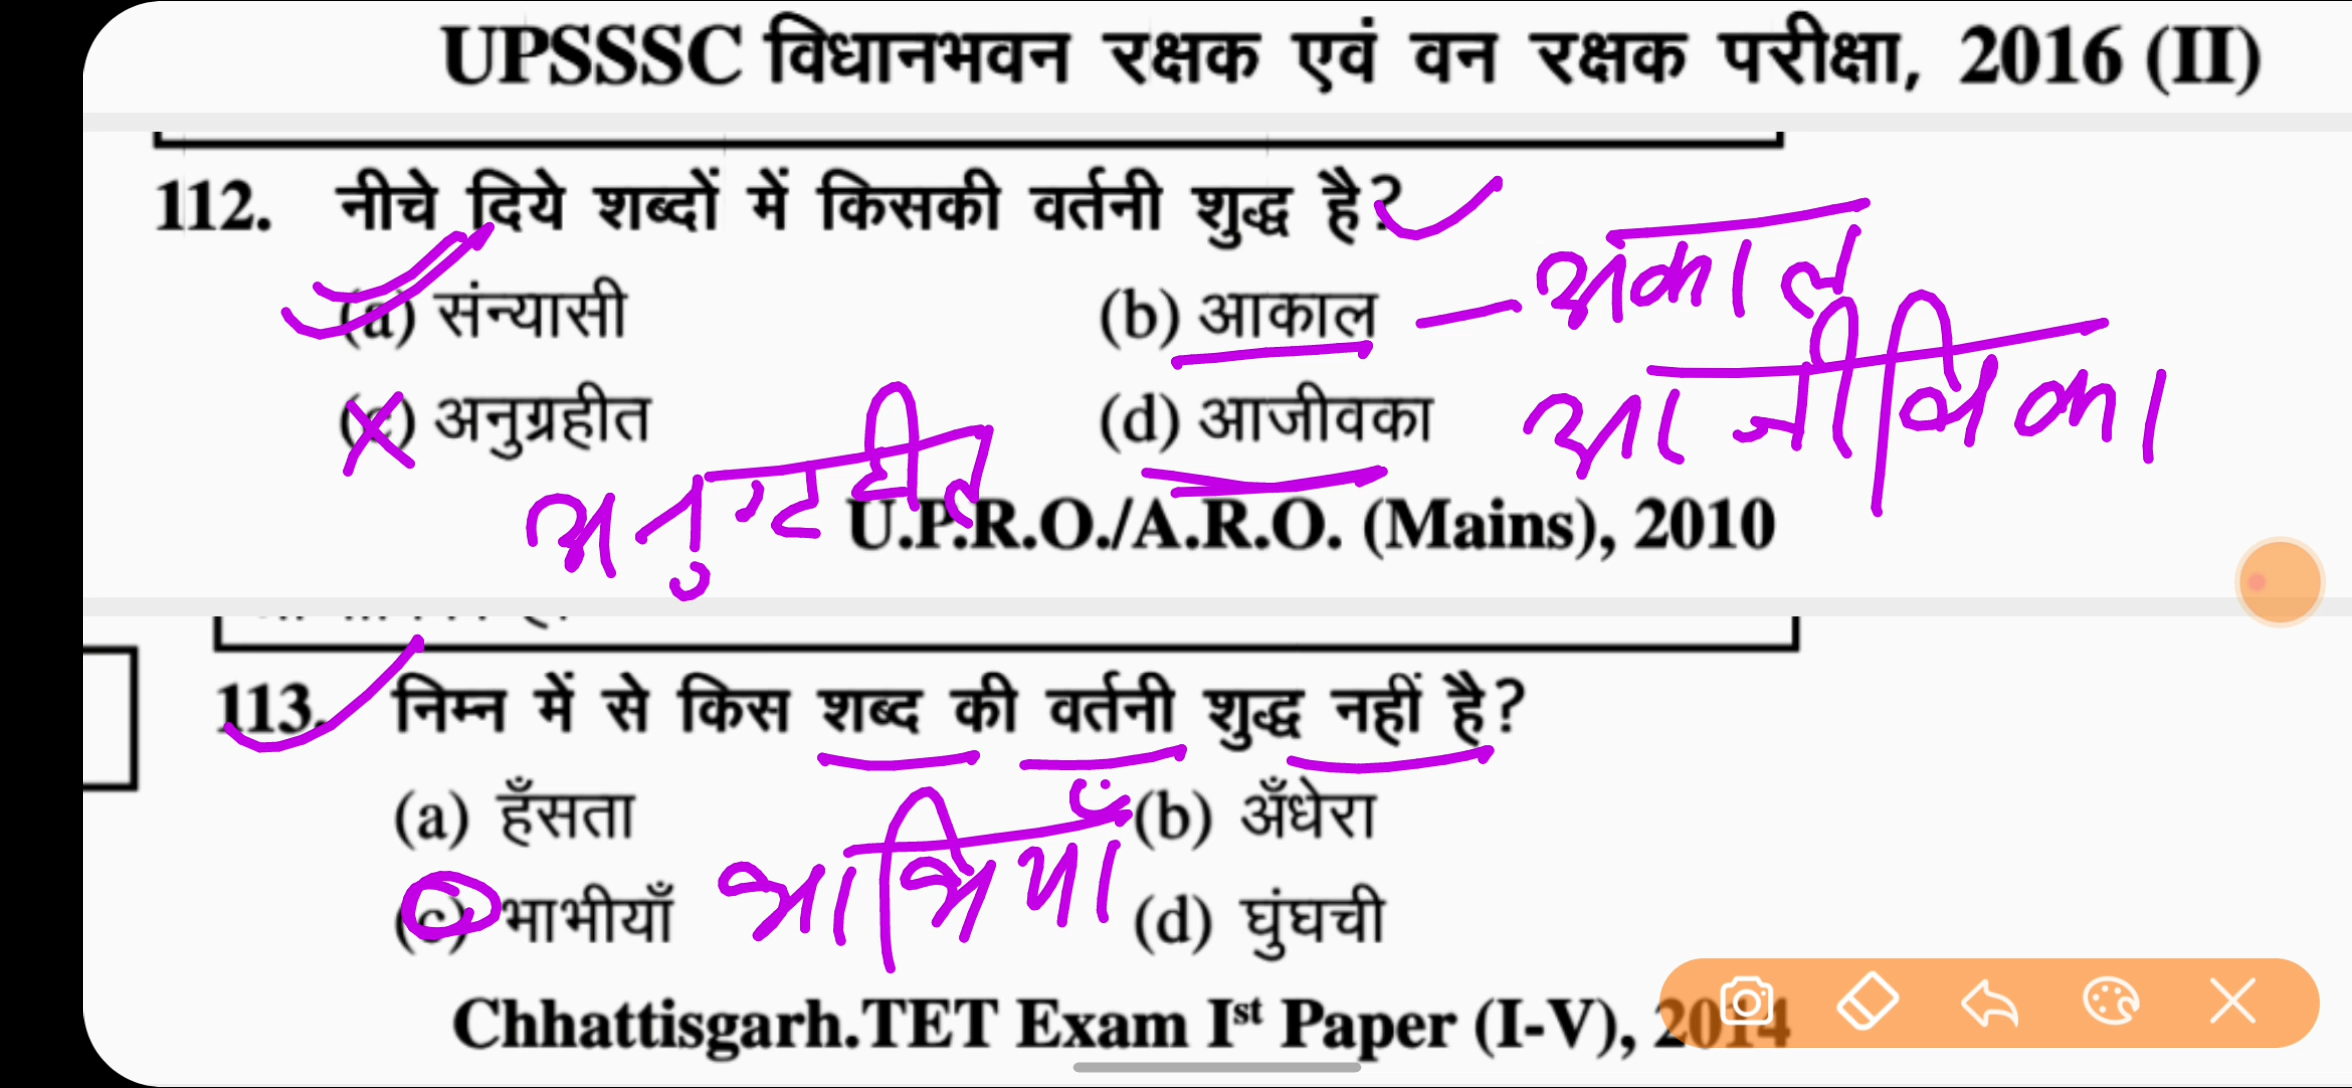 UPSSSC विधानभवन रक्षक एवं वन रक्षक परीक्षा, 2016 (II)
112. नीचे दिये शब्दों में किसकी वर्तनी शुद्ध है?
(a) संन्यासी (b) आकाल — अकाल
(c) अनुग्रहीत (d) आजीवका आजीविका
अनुगृहीत
U.P.R.O./A.R.O. (Mains), 2010
113. निम्न में से किस शब्द की वर्तनी शुद्ध नहीं है?
(a) हँसता (b) अँधेरा
(c) भाभीयाँ भाभियाँ (d) घुंघची
Chhattisgarh.TET Exam Ist Paper (I-V), 2014